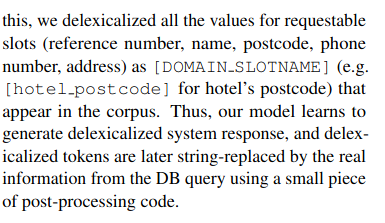 this, we delexicalized all the values for requestable
slots (reference number, name, postcode, phone
number, address) as [DOMAIN_SLOTNAME] (e.g.
[hotel_postcode] for hotel's postcode) that
appear in the corpus. Thus, our model learns to
generate delexicalized system response, and delex-
icalized tokens are later string-replaced by the real
information from the DB query using a small piece
of post-processing code.